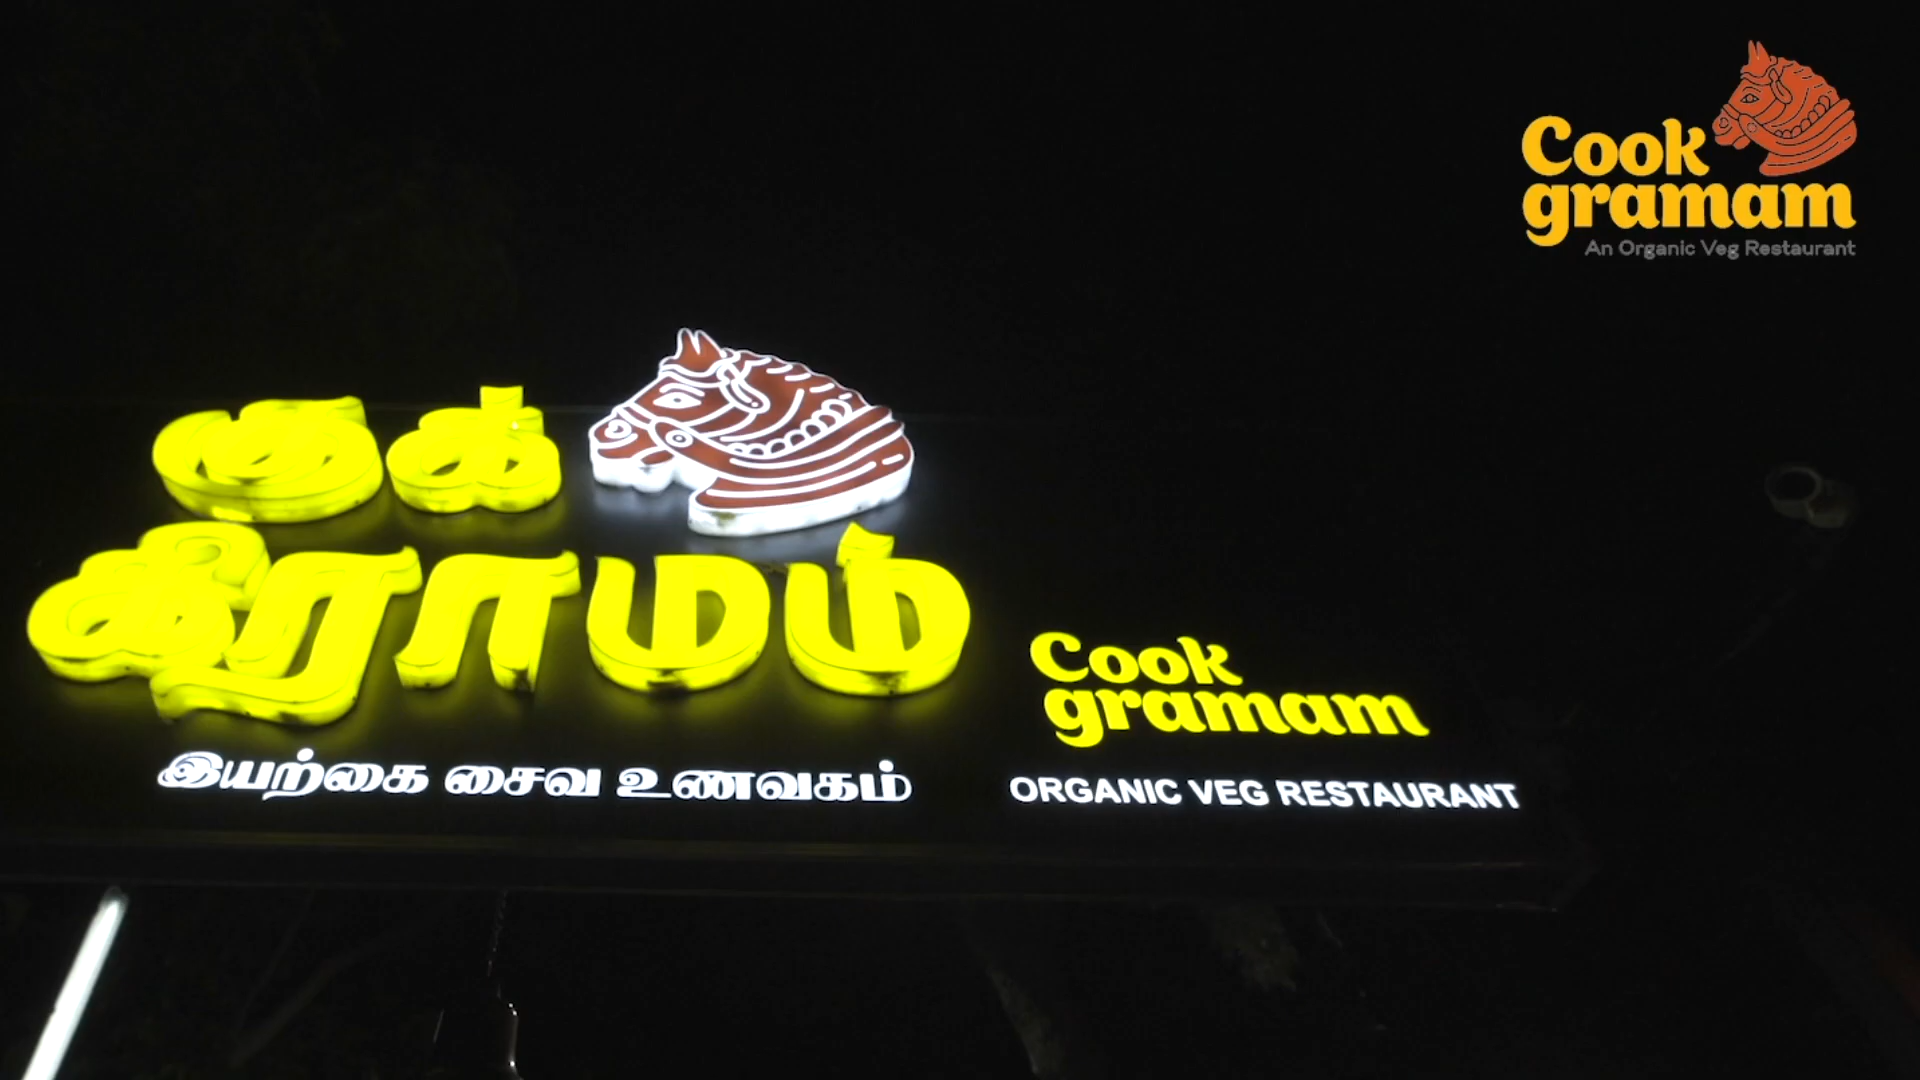 Cook
gramam
An Organic Veg Restaurant
குக்
கிராமம்
இயற்கை சைவ உணவகம்
Cook
gramam
ORGANIC VEG RESTAURANT